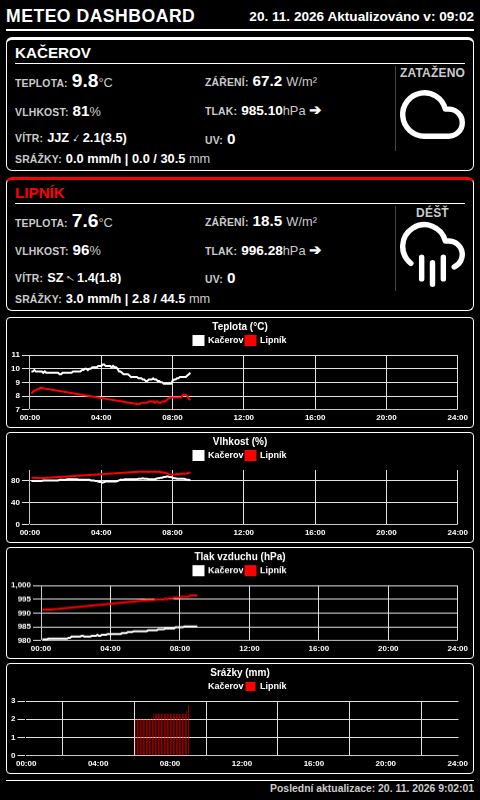 METEO DASHBOARD 20. 11. 2026 Aktualizováno v: 09:02
KAČEROV
TEPLOTA: 9.8°C ZÁŘENÍ: 67.2 W/m² ZATAŽENO
VLHKOST: 81% TLAK: 985.10hPa ➔
VÍTR: JJZ ↓ 2.1(3.5) UV: 0
SRÁŽKY: 0.0 mm/h | 0.0 / 30.5 mm
LIPNÍK
TEPLOTA: 7.6°C ZÁŘENÍ: 18.5 W/m² DÉŠŤ
VLHKOST: 96% TLAK: 996.28hPa ➔
VÍTR: SZ ← 1.4(1.8) UV: 0
SRÁŽKY: 3.0 mm/h | 2.8 / 44.5 mm
Teplota (°C)
Kačerov Lipník
11
10
9
8
7
00:00 04:00 08:00 12:00 16:00 20:00 24:00
Vlhkost (%)
Kačerov Lipník
80
40
0
00:00 04:00 08:00 12:00 16:00 20:00 24:00
Tlak vzduchu (hPa)
Kačerov Lipník
1,000
995
990
985
980
00:00 04:00 08:00 12:00 16:00 20:00 24:00
Srážky (mm)
Kačerov Lipník
3
2
1
0
00:00 04:00 08:00 12:00 16:00 20:00 24:00
Poslední aktualizace: 20. 11. 2026 9:02:01